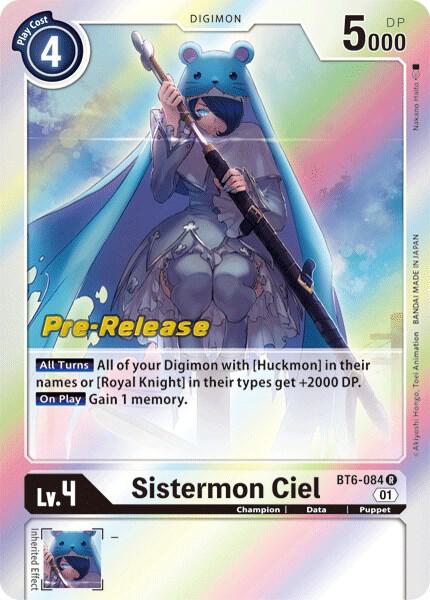 Play Cost
4
DIGIMON
DP
5000
Nakano Haito
© Akiyoshi Hongo, Toei Animation BANDAI MADE IN JAPAN
Pre-Release
All Turns All of your Digimon with [Huckmon] in their
names or [Royal Knight] in their types get +2000 DP.
On Play Gain 1 memory.
Lv.4
Sistermon Ciel
BT6-084 R
01
Champion | Data | Puppet
Inherited Effect
–